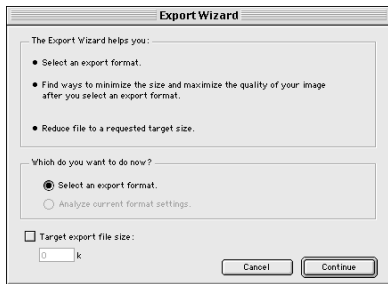 Export Wizard
The Export Wizard helps you:
• Select an export format.
• Find ways to minimize the size and maximize the quality of your image
after you select an export format.
• Reduce file to a requested target size.
Which do you want to do now?
Select an export format.
Analyze current format settings.
Target export file size:
0 k
Cancel Continue